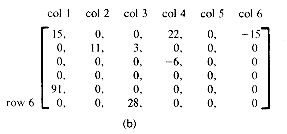 col 1 col 2 col 3 col 4 col 5 col 6
15, 0, 0, 22, 0, −15
0, 11, 3, 0, 0, 0
0, 0, 0, −6, 0, 0
0, 0, 0, 0, 0, 0
91, 0, 0, 0, 0, 0
row 6 0, 0, 28, 0, 0, 0
(b)